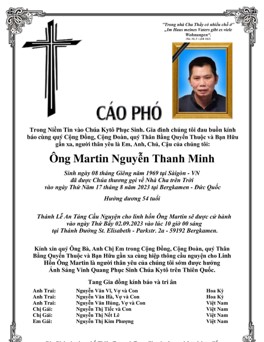 "Trong nhà Cha Thầy có nhiều chỗ ở"
„Im Haus meines Vaters gibt es viele
Wohnungen".
CÁO PHÓ
Trong Niềm Tin vào Chúa Kytô Phục Sinh, Gia đình chúng tôi đau buồn kính
báo cùng quý Cộng Đồng, Cộng Đoàn, quý thân Bằng Quyến Thuộc và Bạn Hữu
gần xa, người thân yêu là Em, Anh, Chú, Cậu của chúng tôi:
Ông Martin Nguyễn Thanh Minh
Sinh ngày 08 tháng Giêng năm 1969 tại Sàigòn - VN
đã được Chúa thương gọi về Nhà Cha trên Trời
vào ngày Thứ Năm 17 tháng 8 năm 2023 tại Bergkamen - Đức Quốc
Hưởng dương 54 tuổi
Thánh Lễ An Táng Cầu Nguyện cho linh hồn Ông Martin sẽ được cử hành
vào ngày Thứ Bảy 02.09.2023 vào lúc 10 giờ 00 sáng
tại Thánh Đường St. Elisabeth - Parkstr. 2a - 59192 Bergkamen.
Kính xin quý Ông Bà, Anh Chị Em trong Cộng Đồng, Cộng Đoàn, quý Thân
Bằng Quyến Thuộc và Bạn Hữu gần xa cùng hiệp thông cầu nguyện cho Linh
Hồn Ông Martin là người thân yêu của chúng tôi sớm được hưởng
Ánh Sáng Vinh Quang Phục Sinh Chúa Kytô trên Thiên Quốc.
Tang Gia đồng kính báo và tri ân
Anh Trai: Nguyễn Văn Vĩ, Vợ và Con Hoa Kỳ
Anh Trai: Nguyễn Văn Hà, Vợ và Con Hoa Kỳ
Anh Trai: Nguyễn Văn Hùng, Vợ và Con Việt Nam
Chị Gái: Nguyễn Thị Tiếc và Con Việt Nam
Chị Gái: Nguyễn Thị Nết Lê Việt Nam
Em Gái: Nguyễn Thị Kim Phượng Việt Nam